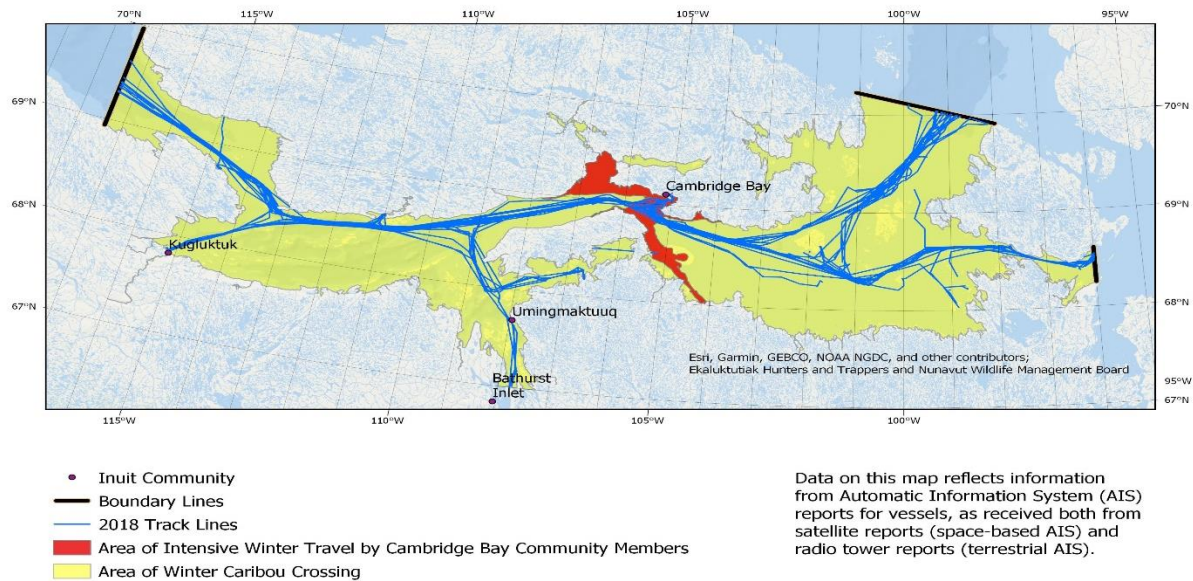 70°N 115°W 110°W 105°W 100°W 95°W
69°N
70°N
68°N
Cambridge Bay
69°N
Kugluktuk
67°N
68°N
Umingmaktuuq
Esri, Garmin, GEBCO, NOAA NGDC, and other contributors;
Ekaluktutiak Hunters and Trappers and Nunavut Wildlife Management Board
Bathurst
Inlet
95°W
67°N
115°W 110°W 105°W 100°W
Inuit Community
Boundary Lines
2018 Track Lines
Area of Intensive Winter Travel by Cambridge Bay Community Members
Area of Winter Caribou Crossing
Data on this map reflects information
from Automatic Information System (AIS)
reports for vessels, as received both from
satellite reports (space-based AIS) and
radio tower reports (terrestrial AIS).